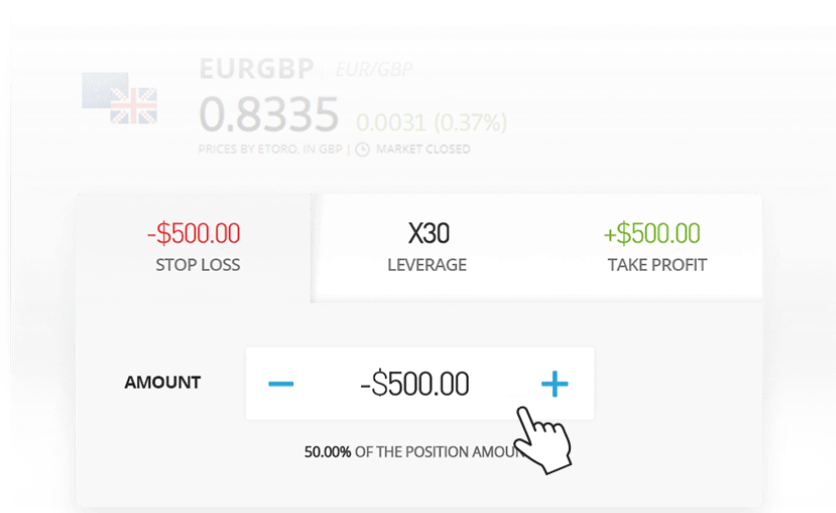 EURGBP | EUR/GBP
0.8335 0.0031 (0.37%)
PRICES BY ETORO, IN GBP | MARKET CLOSED
-$500.00 X30 +$500.00
STOP LOSS LEVERAGE TAKE PROFIT
AMOUNT − -$500.00 +
50.00% OF THE POSITION AMOUN